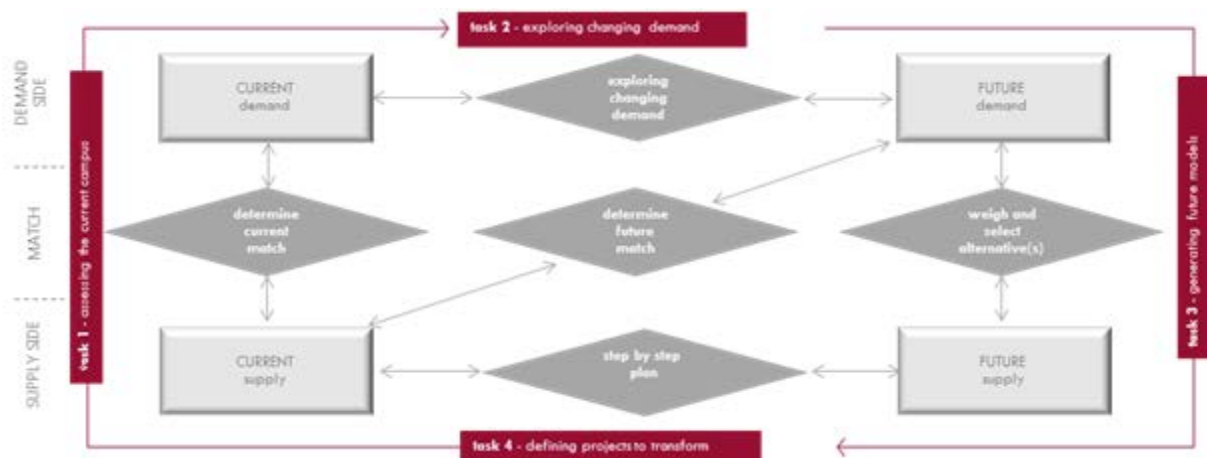 task 2 - exploring changing demand
DEMAND
SIDE
CURRENT
demand
exploring
changing
demand
FUTURE
demand
task 1 - assessing the current campus
MATCH
determine
current
match
determine
future
match
weigh and
select
alternative(s)
task 3 - generating future models
SUPPLY SIDE
CURRENT
supply
step by step
plan
FUTURE
supply
task 4 - defining projects to transform